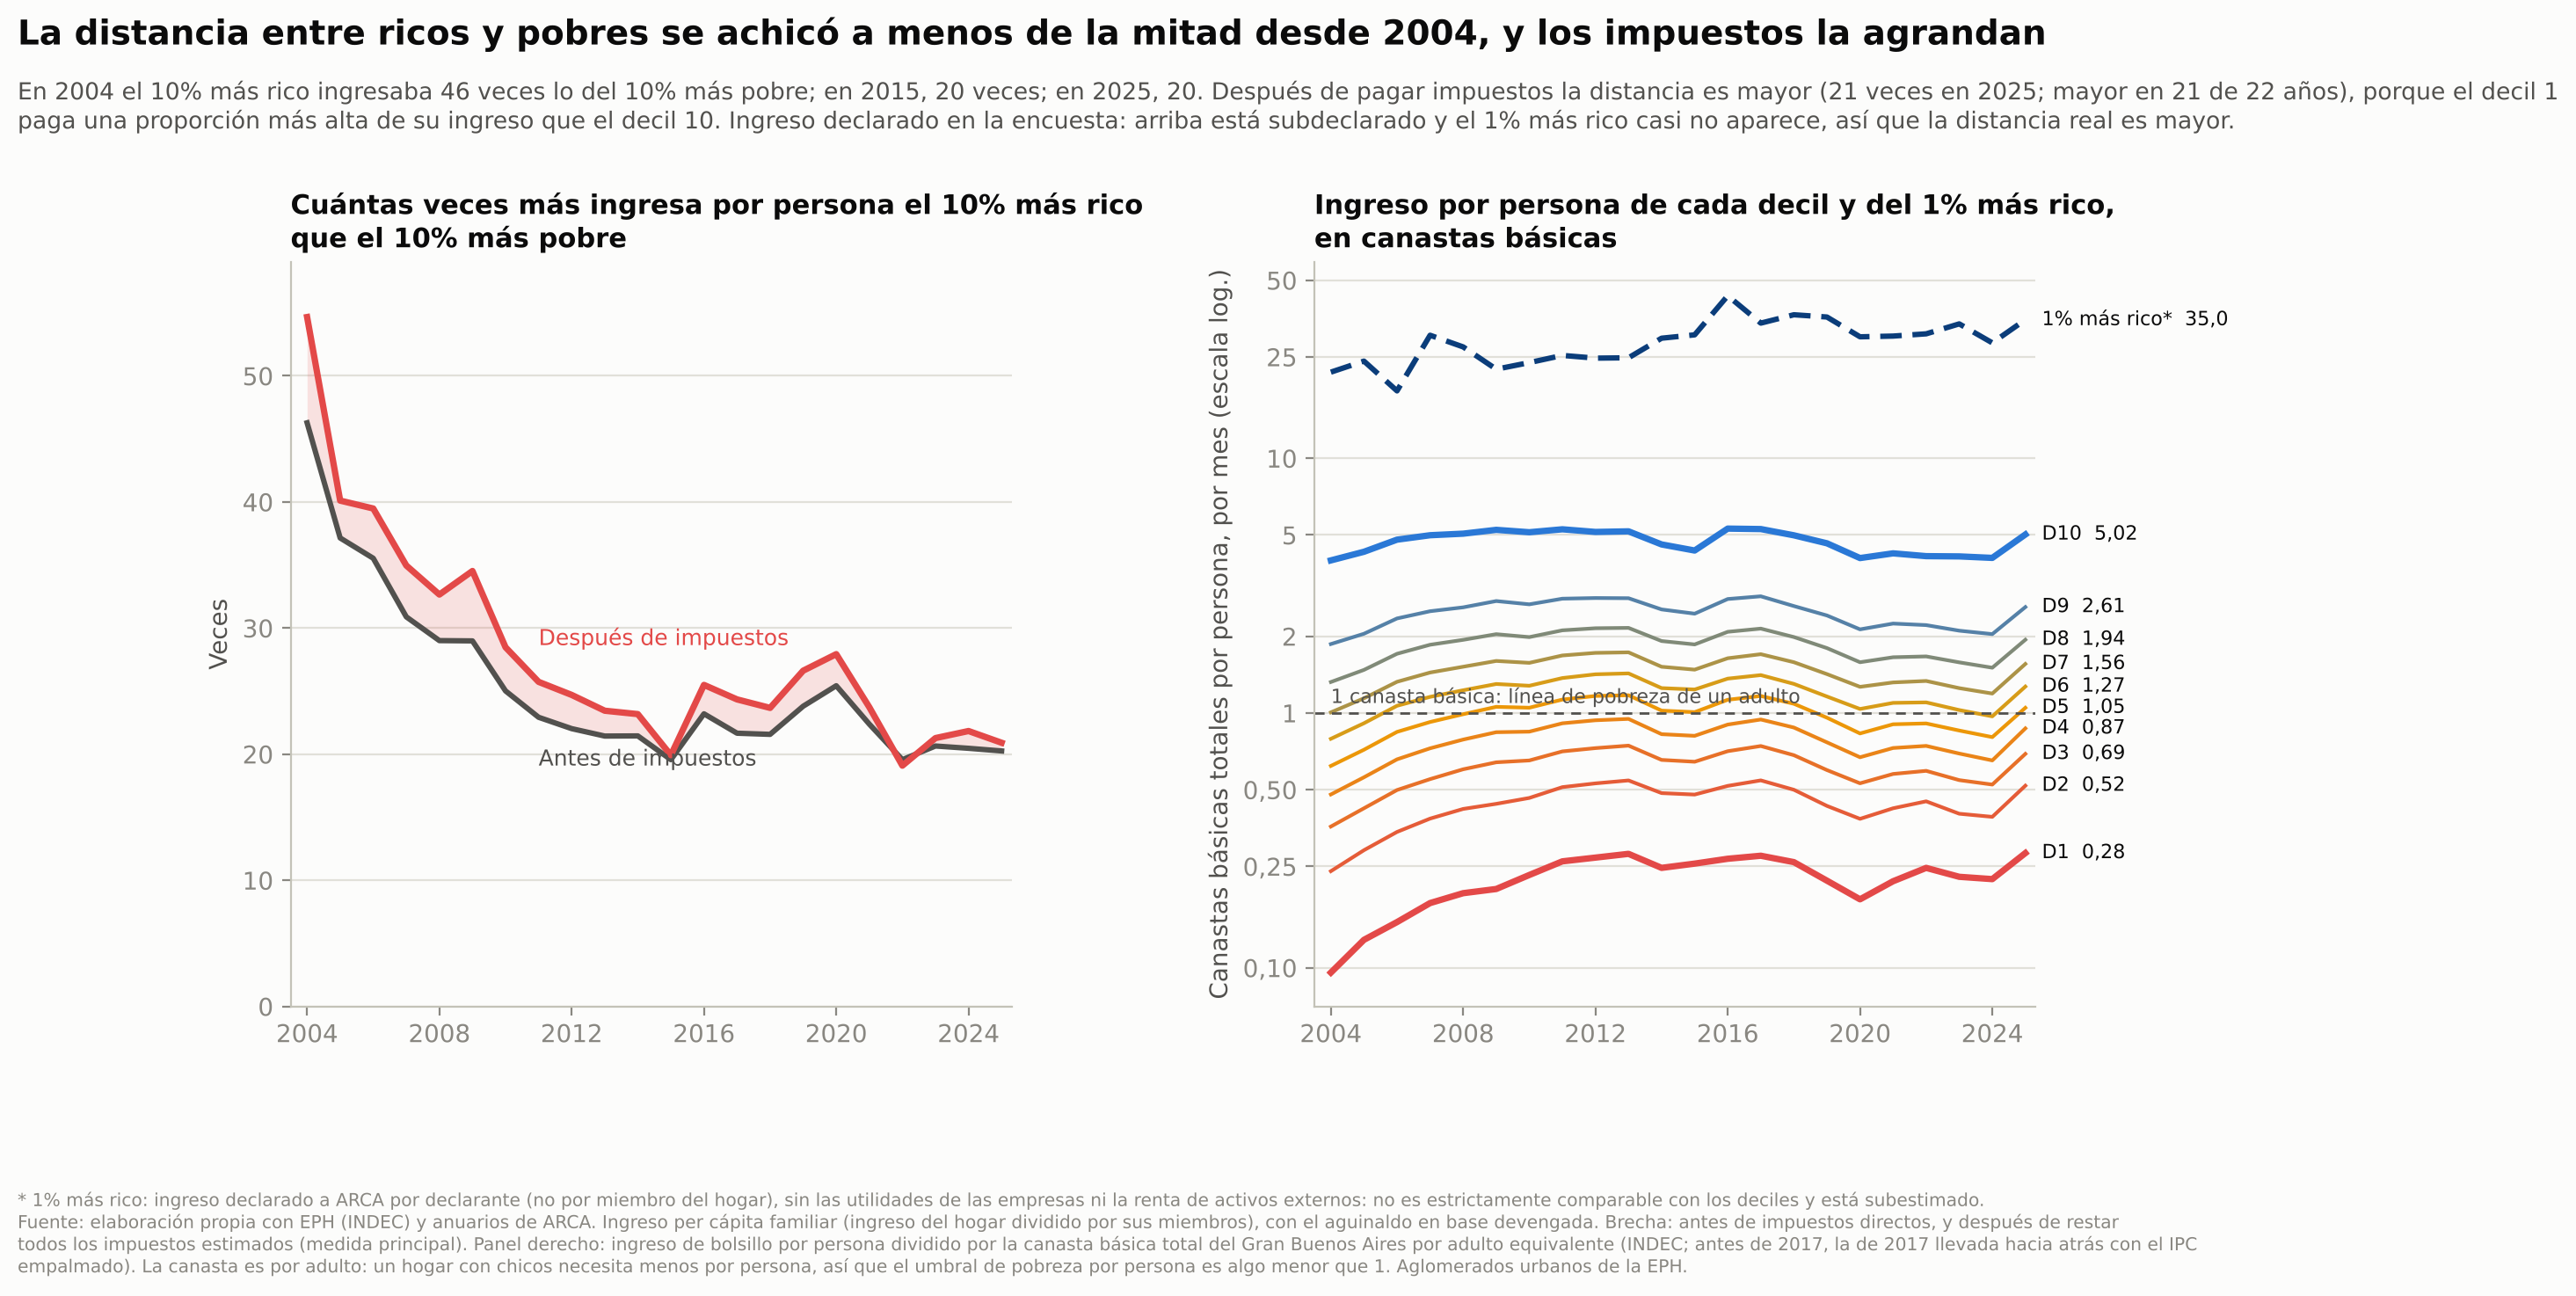 La distancia entre ricos y pobres se achicó a menos de la mitad desde 2004, y los impuestos la agrandan
En 2004 el 10% más rico ingresaba 46 veces lo del 10% más pobre; en 2015, 20 veces; en 2025, 20. Después de pagar impuestos la distancia es mayor (21 veces en 2025; mayor en 21 de 22 años), porque el decil 1
paga una proporción más alta de su ingreso que el decil 10. Ingreso declarado en la encuesta: arriba está subdeclarado y el 1% más rico casi no aparece, así que la distancia real es mayor.
Cuántas veces más ingresa por persona el 10% más rico
que el 10% más pobre
Veces
50
40
30
20
10
0
Después de impuestos
Antes de impuestos
2004 2008 2012 2016 2020 2024
Ingreso por persona de cada decil y del 1% más rico,
en canastas básicas
Canastas básicas totales por persona, por mes (escala log.)
50
25
10
5
2
1
0,50
0,25
0,10
1 canasta básica: línea de pobreza de un adulto
1% más rico* 35,0
D10 5,02
D9 2,61
D8 1,94
D7 1,56
D6 1,27
D5 1,05
D4 0,87
D3 0,69
D2 0,52
D1 0,28
2004 2008 2012 2016 2020 2024
* 1% más rico: ingreso declarado a ARCA por declarante (no por miembro del hogar), sin las utilidades de las empresas ni la renta de activos externos: no es estrictamente comparable con los deciles y está subestimado.
Fuente: elaboración propia con EPH (INDEC) y anuarios de ARCA. Ingreso per cápita familiar (ingreso del hogar dividido por sus miembros), con el aguinaldo en base devengada. Brecha: antes de impuestos directos, y después de restar
todos los impuestos estimados (medida principal). Panel derecho: ingreso de bolsillo por persona dividido por la canasta básica total del Gran Buenos Aires por adulto equivalente (INDEC; antes de 2017, la de 2017 llevada hacia atrás con el IPC
empalmado). La canasta es por adulto: un hogar con chicos necesita menos por persona, así que el umbral de pobreza por persona es algo menor que 1. Aglomerados urbanos de la EPH.